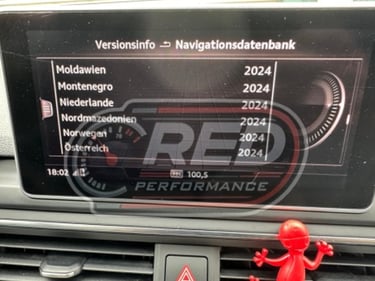 Versionsinfo Navigationsdatenbank
Moldawien 2024
Montenegro 2024
Niederlande 2024
Nordmazedonien 2024
Norwegen 2024
Österreich 2024
RED
PERFORMANCE
18:02 REC 100,5